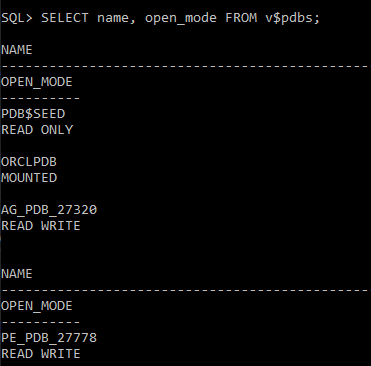 SQL> SELECT name, open_mode FROM v$pdbs;
NAME
----------------------------------------------
OPEN_MODE
----------
PDB$SEED
READ ONLY
ORCLPDB
MOUNTED
AG_PDB_27320
READ WRITE
NAME
----------------------------------------------
OPEN_MODE
----------
PE_PDB_27778
READ WRITE